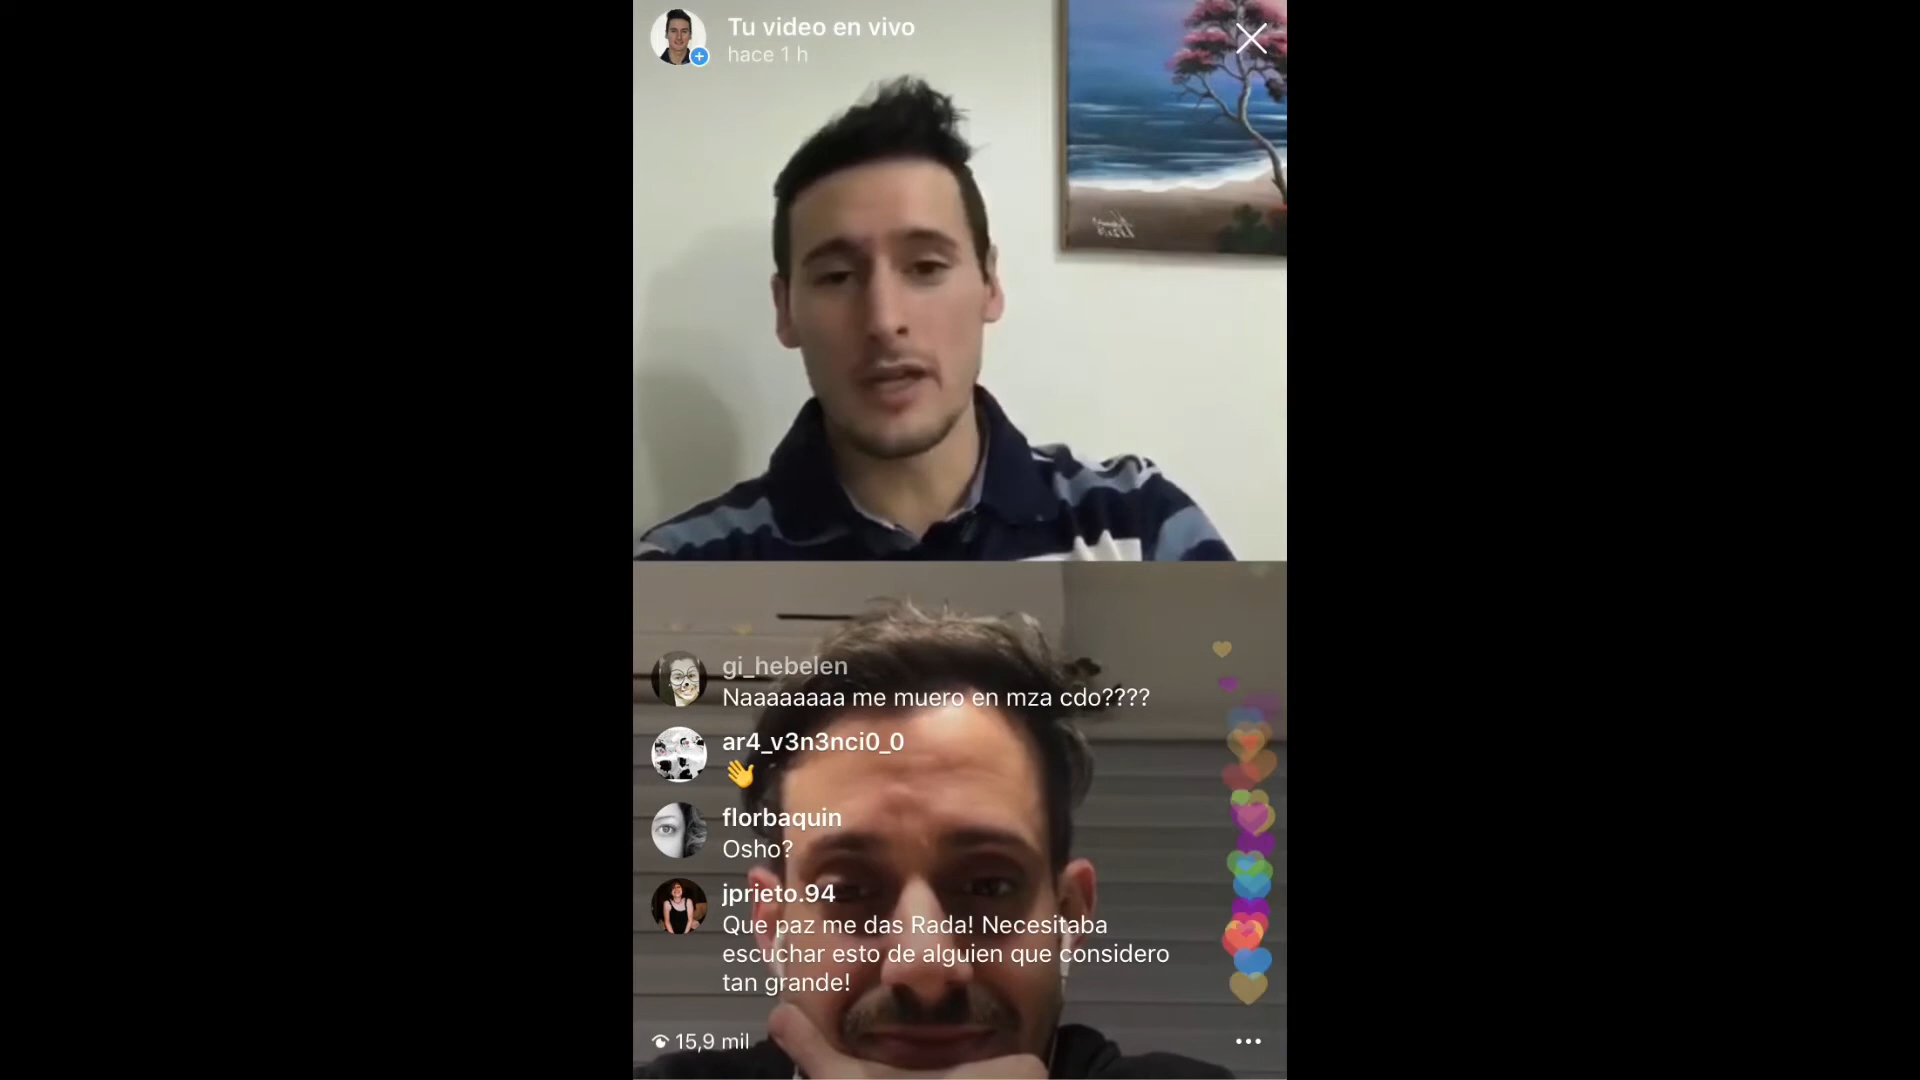 Tu video en vivo
hace 1 h
gi_hebelen
Naaaaaaaa me muero en mza cdo????
ar4_v3n3nci0_0
👋
florbaquin
Osho?
jprieto.94
Que paz me das Rada! Necesitaba
escuchar esto de alguien que considero
tan grande!
15,9 mil